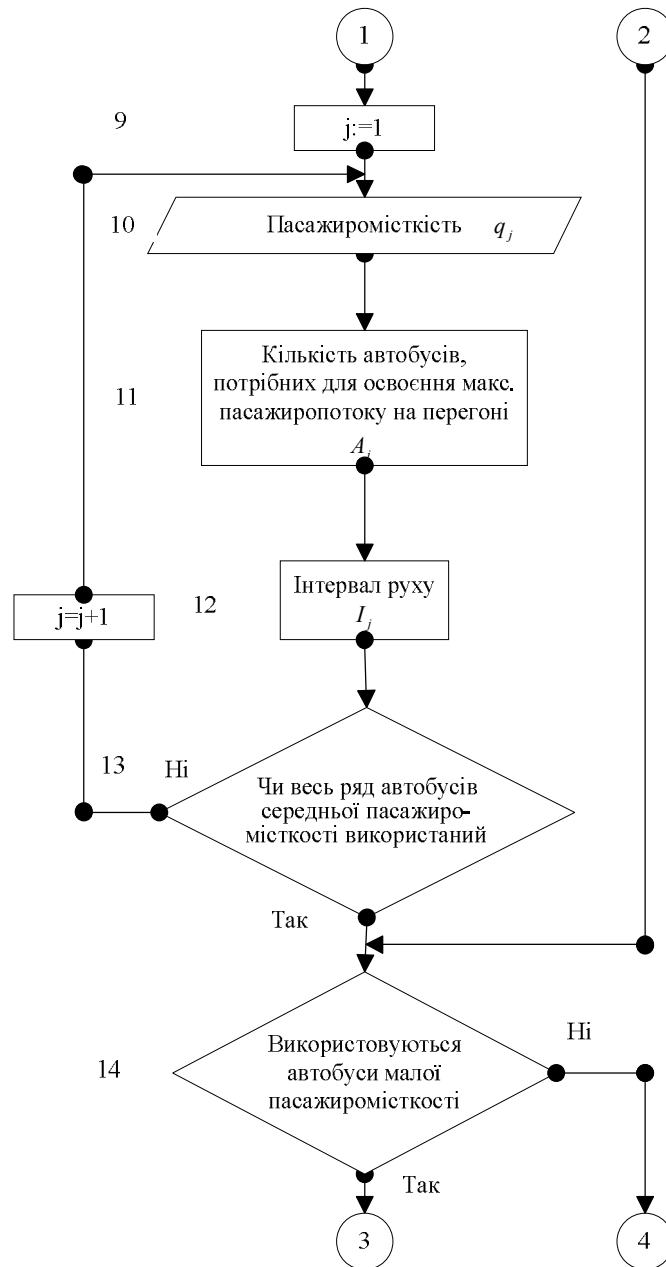 1
2
9
j:=1
10
Пасажиромісткість q_j
Кількість автобусів,
потрібних для освоєння макс.
11
пасажиропотоку на перегоні
A_j
Інтервал руху
12
I_j
j=j+1
13
Ні
Чи весь ряд автобусів
середньої пасажиро-
місткості використаний
Так
Ні
Використовуються
14
автобуси малої
пасажиромісткості
Так
3
4